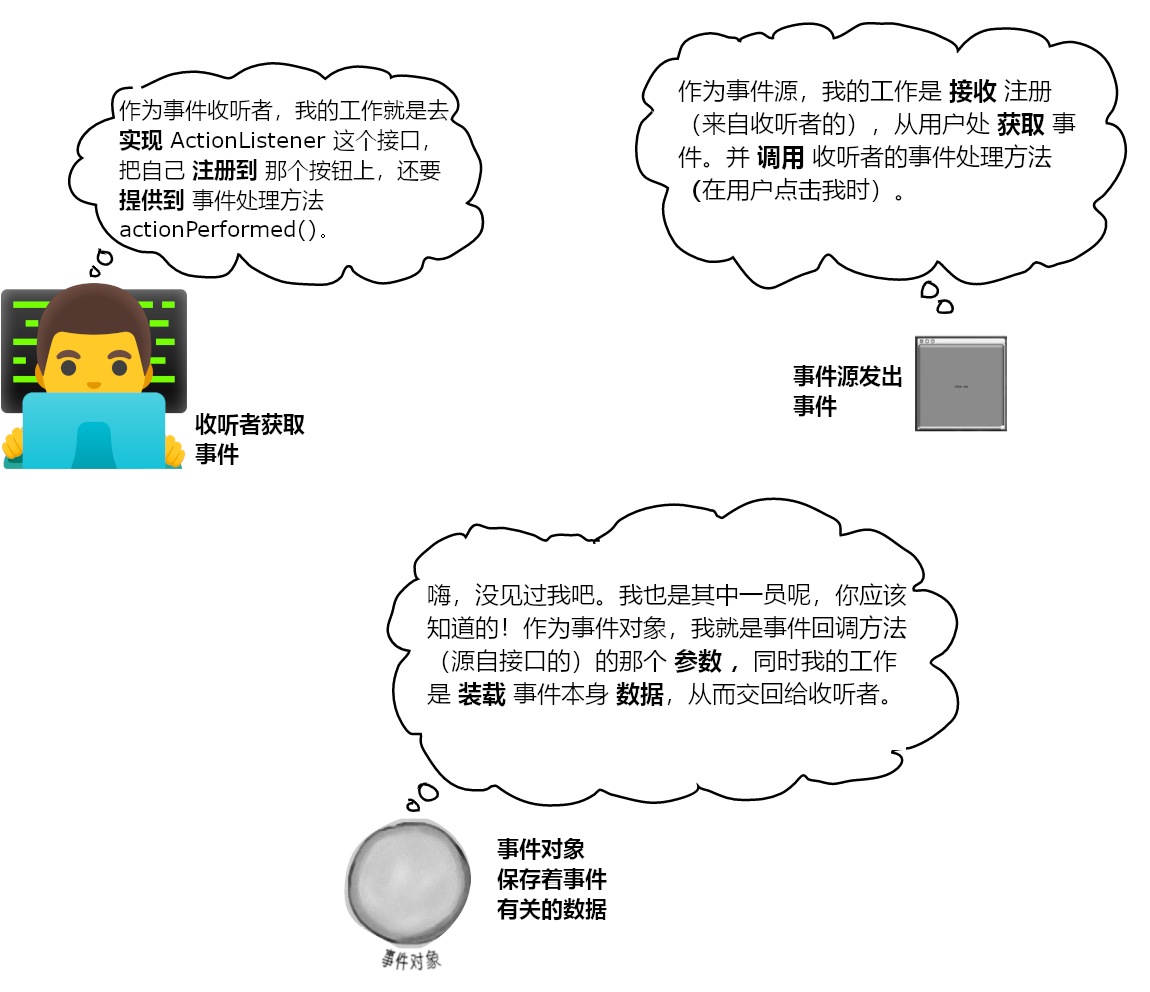 作为事件收听者，我的工作就是去
实现 ActionListener 这个接口，
把自己 注册到 那个按钮上，还要
提供到 事件处理方法
actionPerformed()。
收听者获取
事件
作为事件源，我的工作是 接收 注册
（来自收听者的），从用户处 获取 事
件。并 调用 收听者的事件处理方法
（在用户点击我时）。
事件源发出
事件
嗨，没见过我吧。我也是其中一员呢，你应该
知道的！作为事件对象，我就是事件回调方法
（源自接口的）的那个 参数 ，同时我的工作
是 装载 事件本身 数据，从而交回给收听者。
事件对象
保存着事件
有关的数据
事件对象